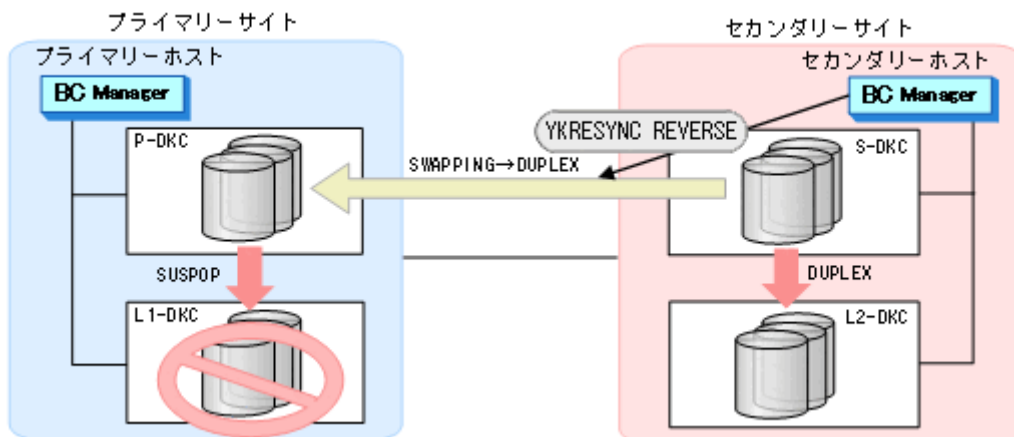 プライマリーサイト
セカンダリーサイト
プライマリーホスト
セカンダリーホスト
BC Manager
BC Manager
YKRESYNC REVERSE
P-DKC
S-DKC
SWAPPING→DUPLEX
SUSPOP
DUPLEX
L1-DKC
L2-DKC